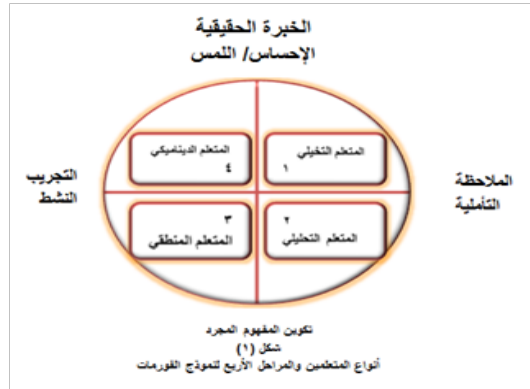 الخبرة الحقيقية
الإحساس/ اللمس
المتعلم التخيلي
١
المتعلم الديناميكي
٤
الملاحظة
التأملية
التجريب
النشط
٢
المتعلم التحليلي
٣
المتعلم المنطقي
تكوين المفهوم المجرد
شكل (١)
أنواع المتعلمين والمراحل الأربع لنموذج الفورمات